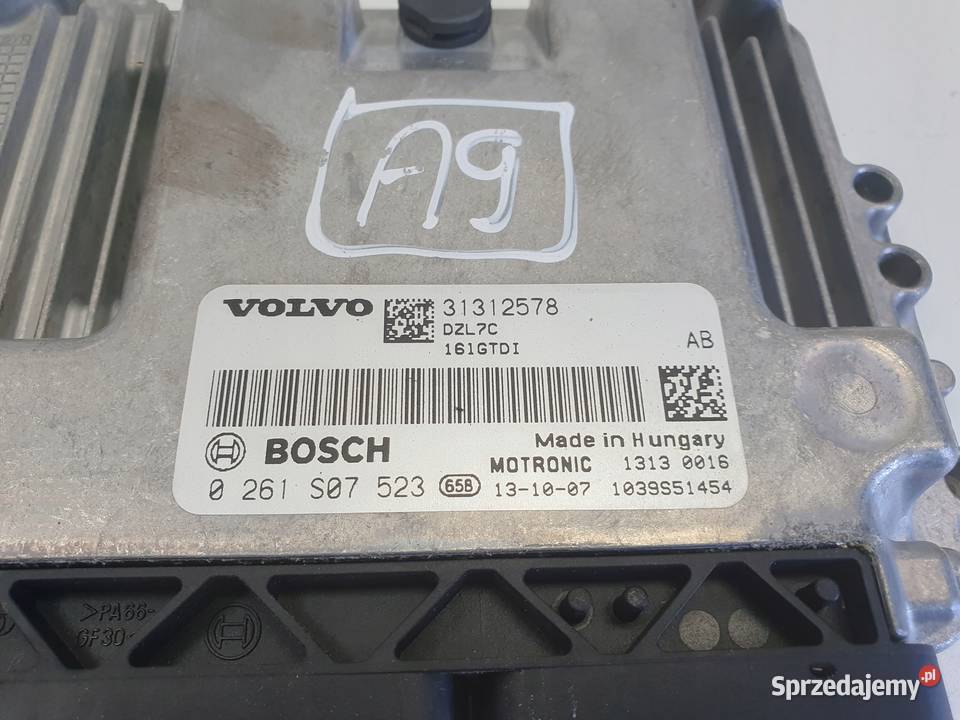 A9
VOLVO 31312578
DZL7C
161GTDI
AB
BOSCH
Made in Hungary
MOTRONIC 1313 0016
0 261 S07 523 658 13-10-07 1039S51454
>PA66-
GF30<
Sprzedajemy.pl